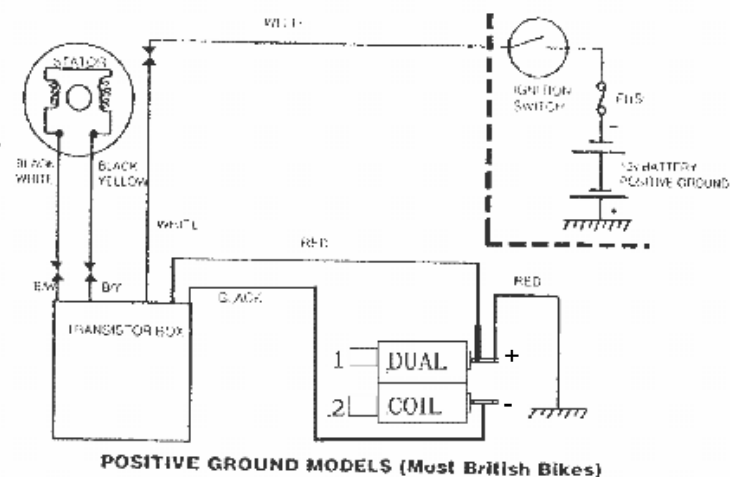 WHITE
STATOR
IGNITION
SWITCH
FUS
-
12v BATTERY
POSITIVE GROUND
+
BLACK
WHITE
BLACK
YELLOW
WHITE
RED
B/W
B/Y
BLACK
RED
TRANSISTOR BOX
1
DUAL
+
2
COIL
-
POSITIVE GROUND MODELS (Most British Bikes)